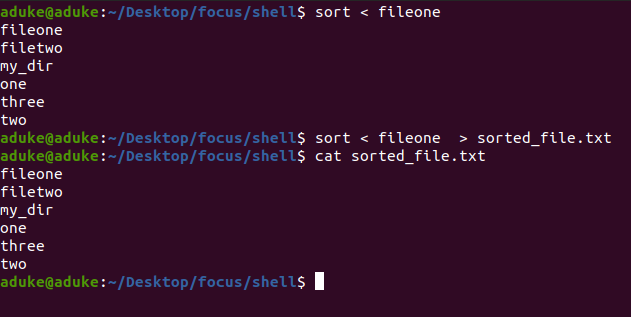 aduke@aduke:~/Desktop/focus/shell$ sort < fileone
fileone
filetwo
my_dir
one
three
two
aduke@aduke:~/Desktop/focus/shell$ sort < fileone  > sorted_file.txt
aduke@aduke:~/Desktop/focus/shell$ cat sorted_file.txt
fileone
filetwo
my_dir
one
three
two
aduke@aduke:~/Desktop/focus/shell$